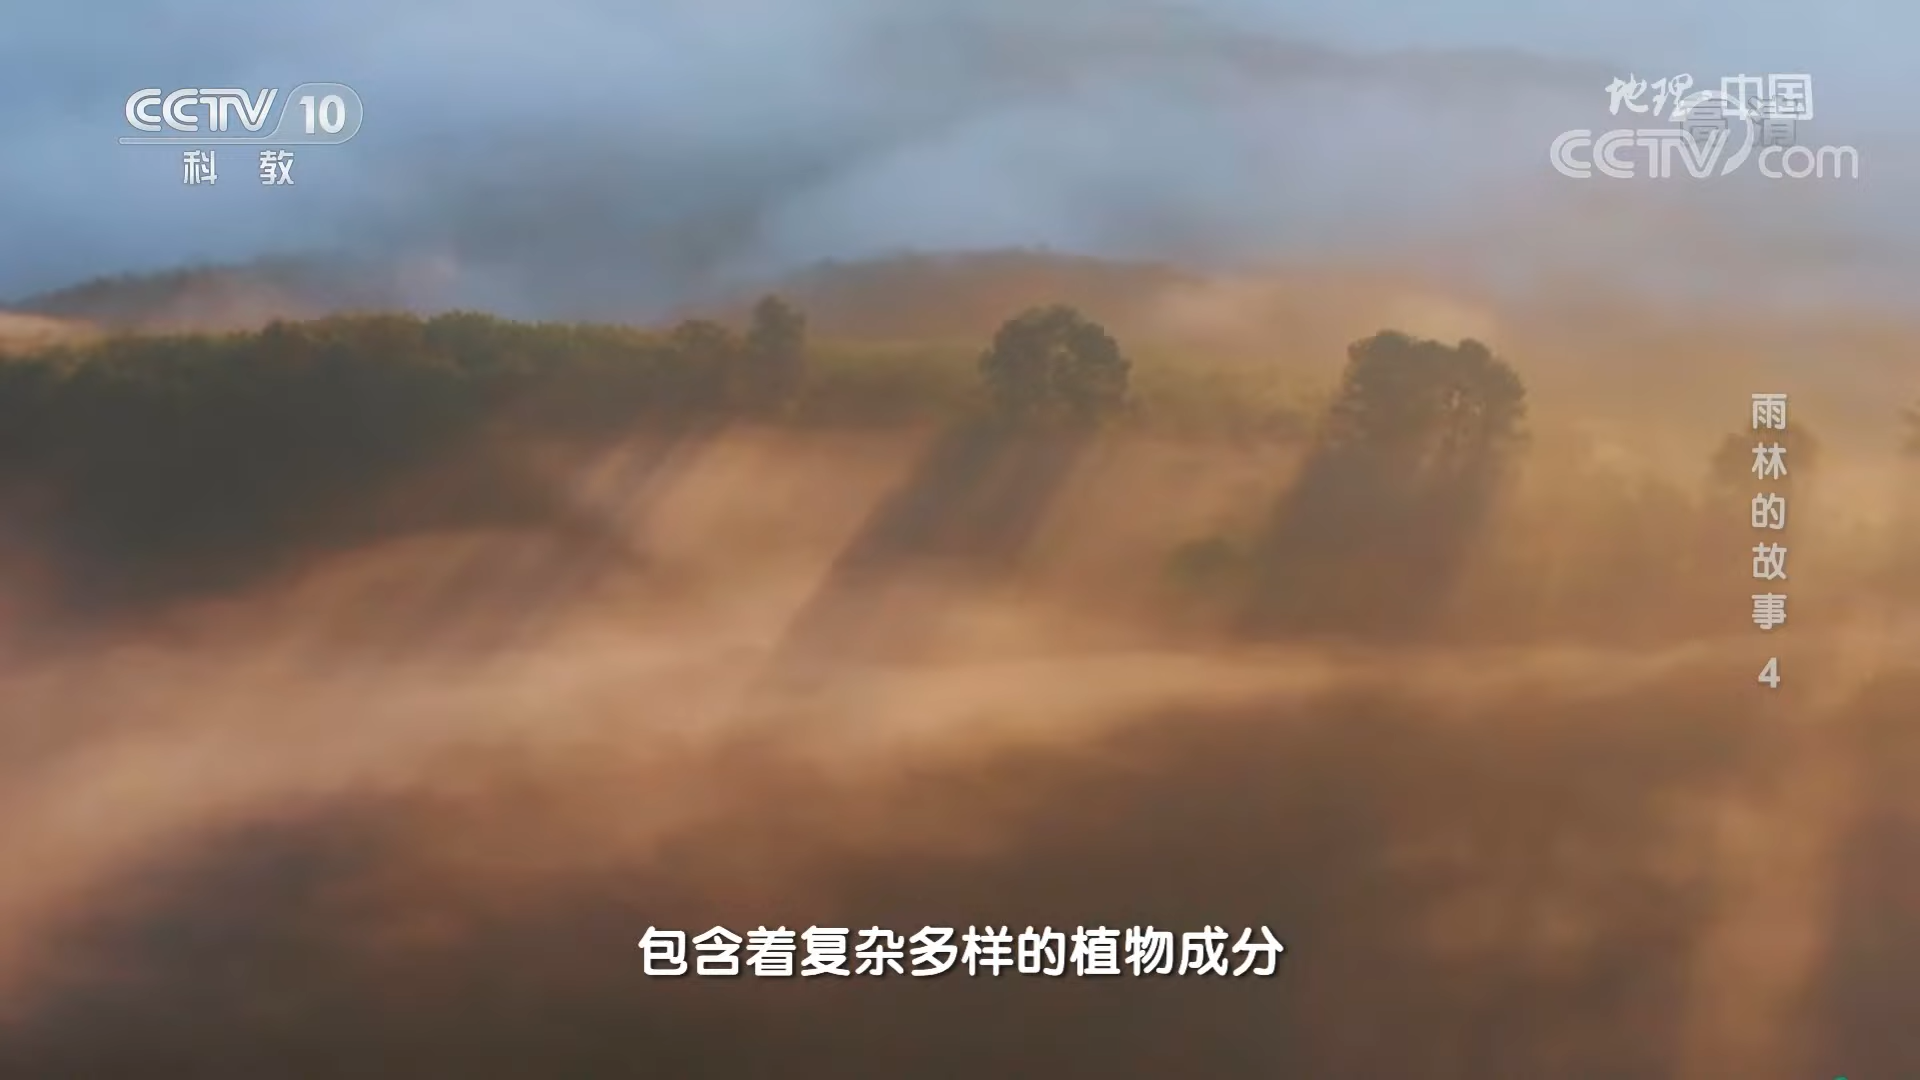 CCTV 10
科 教
地理·中国
高清
CCTV.com
雨林的故事 4
包含着复杂多样的植物成分